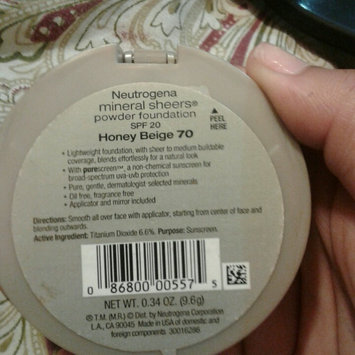 Neutrogena
mineral sheers®
powder foundation
SPF 20
Honey Beige 70
▲
PEEL
HERE
• Lightweight foundation, with sheer to medium buildable
coverage, blends effortlessly for a natural look
• With purescreen™, a non-chemical sunscreen for
broad-spectrum uva-uvb protection
• Pure, gentle, dermatologist selected minerals
• Oil free, fragrance free
• Applicator and mirror included
Directions: Smooth all over face with applicator, starting from center of face and
blending outwards.
Active Ingredient: Titanium Dioxide 6.6%. Purpose: Sunscreen.
0 86800 00557 5
NET WT. 0.34 OZ. (9.6g)
® T.M. (M.R.) © Dist. by Neutrogena Corporation
L.A., CA 90045 Made in USA of domestic and
foreign components. 30016298